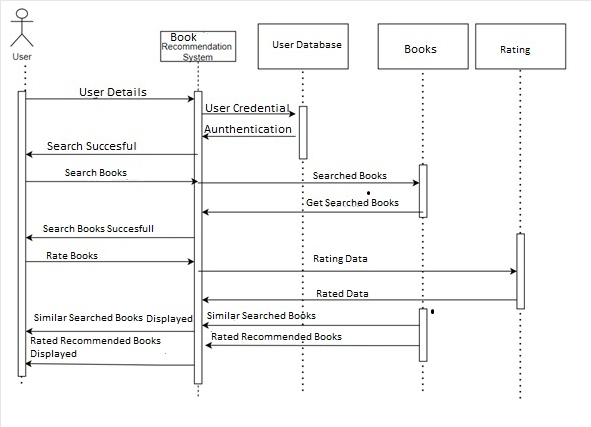 User
Book
Recommendation
System
User Database
Books
Rating
User Details
User Credential
Aunthentication
Search Succesful
Search Books
Searched Books
Get Searched Books
Search Books Succesfull
Rate Books
Rating Data
Rated Data
Similar Searched Books Displayed
Similar Searched Books
Rated Recommended Books
Displayed
Rated Recommended Books